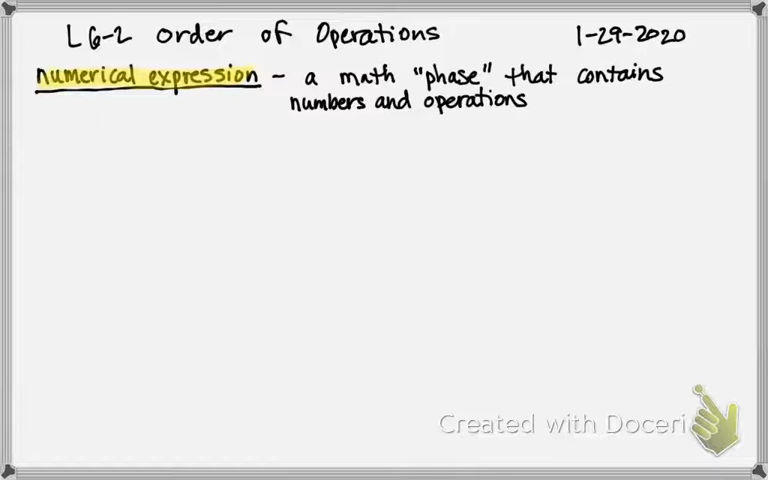 L6-2 Order of Operations 1-29-2020
numerical expression - a math "phase" that contains
numbers and operations
Created with Doceri